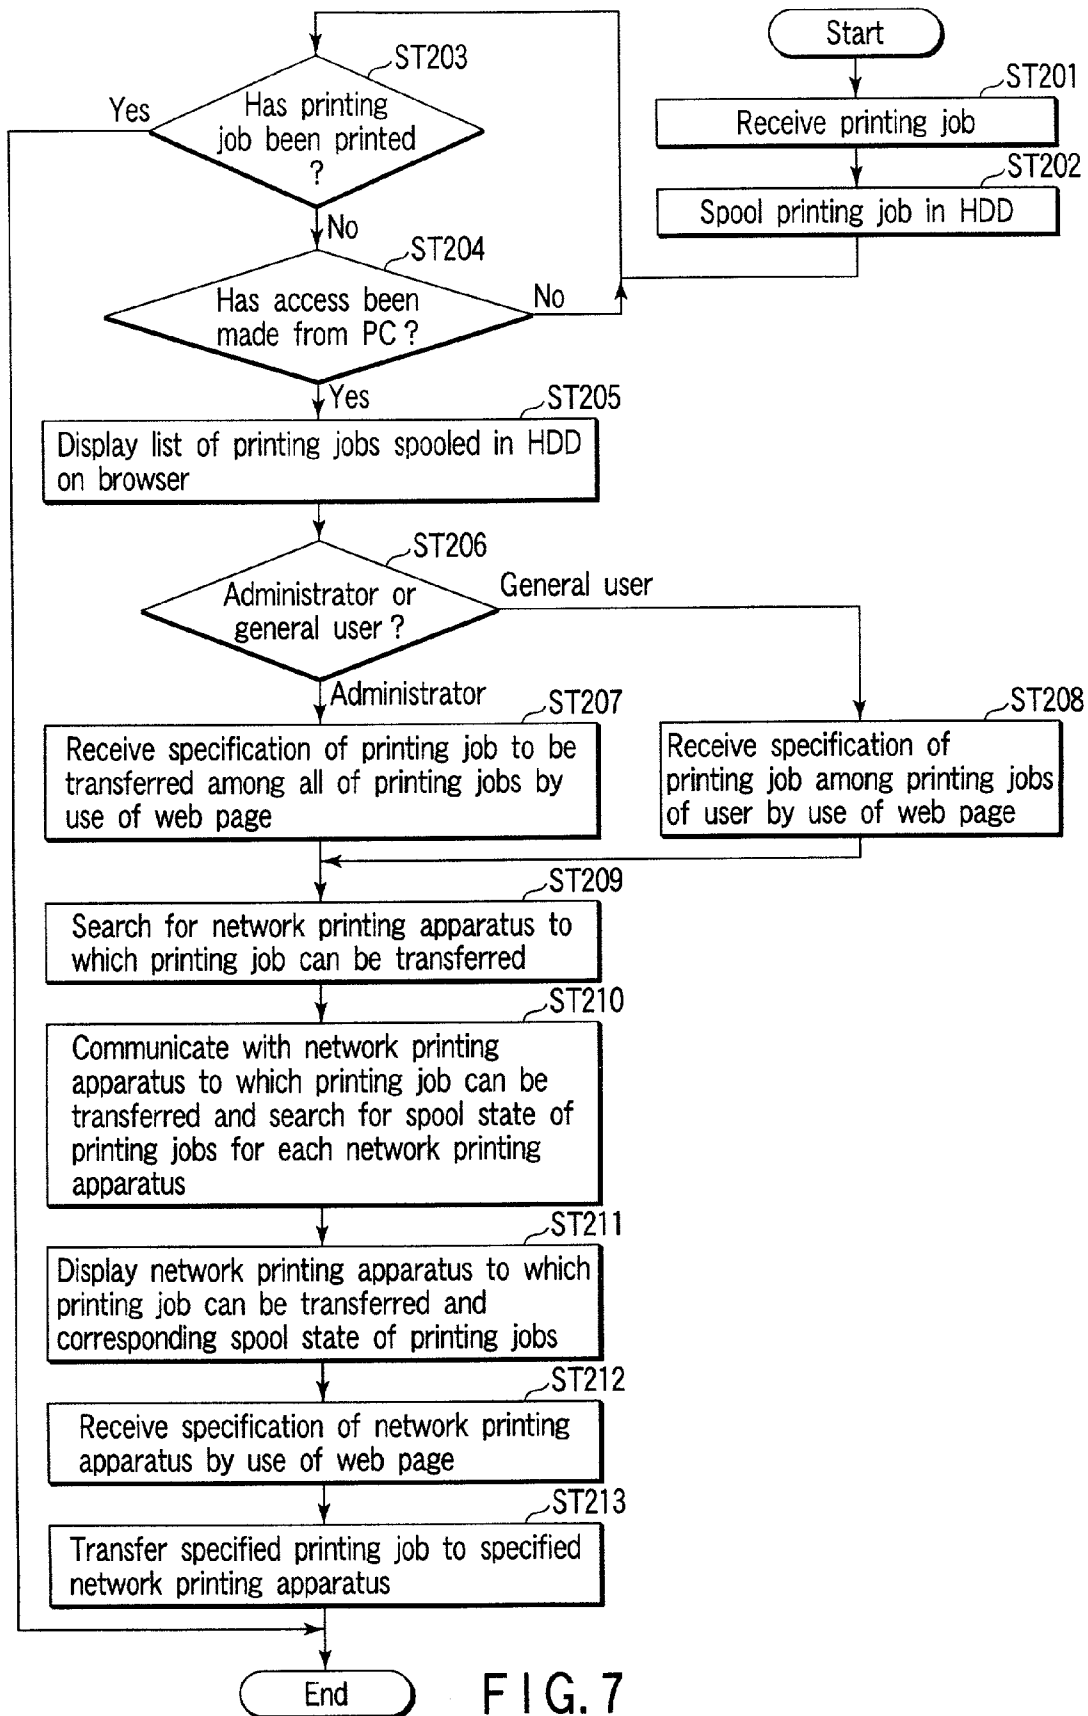 Start
ST201
Receive printing job
ST202
Spool printing job in HDD
ST203
Has printing
job been printed
?
Yes
No
ST204
Has access been
made from PC?
No
Yes
ST205
Display list of printing jobs spooled in HDD
on browser
ST206
Administrator or
general user?
General user
Administrator
ST207
Receive specification of printing job to be
transferred among all of printing jobs by
use of web page
ST208
Receive specification of
printing job among printing jobs
of user by use of web page
ST209
Search for network printing apparatus to
which printing job can be transferred
ST210
Communicate with network printing
apparatus to which printing job can be
transferred and search for spool state of
printing jobs for each network printing
apparatus
ST211
Display network printing apparatus to which
printing job can be transferred and
corresponding spool state of printing jobs
ST212
Receive specification of network printing
apparatus by use of web page
ST213
Transfer specified printing job to specified
network printing apparatus
End
FIG. 7